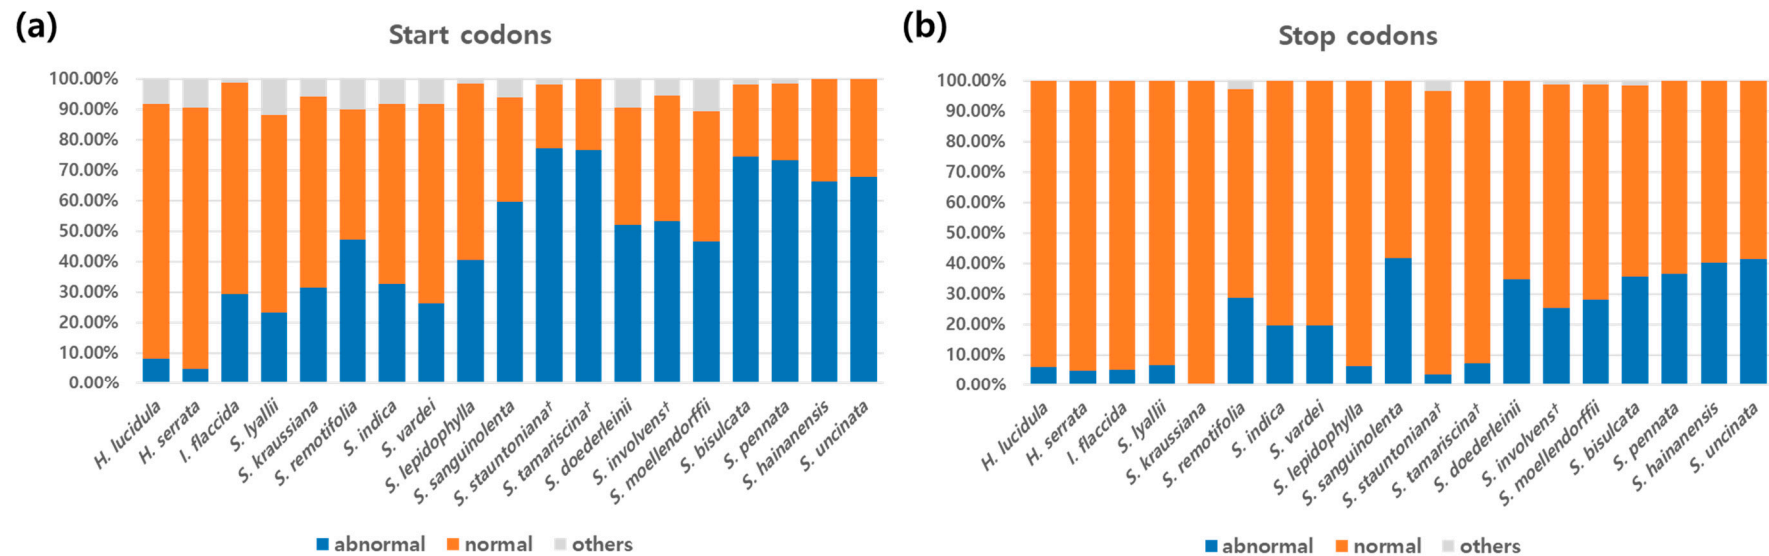 (a)
Start codons
100.00%
90.00%
80.00%
70.00%
60.00%
50.00%
40.00%
30.00%
20.00%
10.00%
0.00%
H. lucidula
H. serrata
I. flaccida
S. lyallii
S. kraussiana
S. remotifolia
S. indica
S. vardei
S. lepidophylla
S. sanguinolenta
S. stauntoniana†
S. tamariscina†
S. doederleinii
S. involvens†
S. moellendorffii
S. bisulcata
S. pennata
S. hainanensis
S. uncinata
abnormal normal others
(b)
Stop codons
100.00%
90.00%
80.00%
70.00%
60.00%
50.00%
40.00%
30.00%
20.00%
10.00%
0.00%
H. lucidula
H. serrata
I. flaccida
S. lyallii
S. kraussiana
S. remotifolia
S. indica
S. vardei
S. lepidophylla
S. sanguinolenta
S. stauntoniana†
S. tamariscina†
S. doederleinii
S. involvens†
S. moellendorffii
S. bisulcata
S. pennata
S. hainanensis
S. uncinata
abnormal normal others